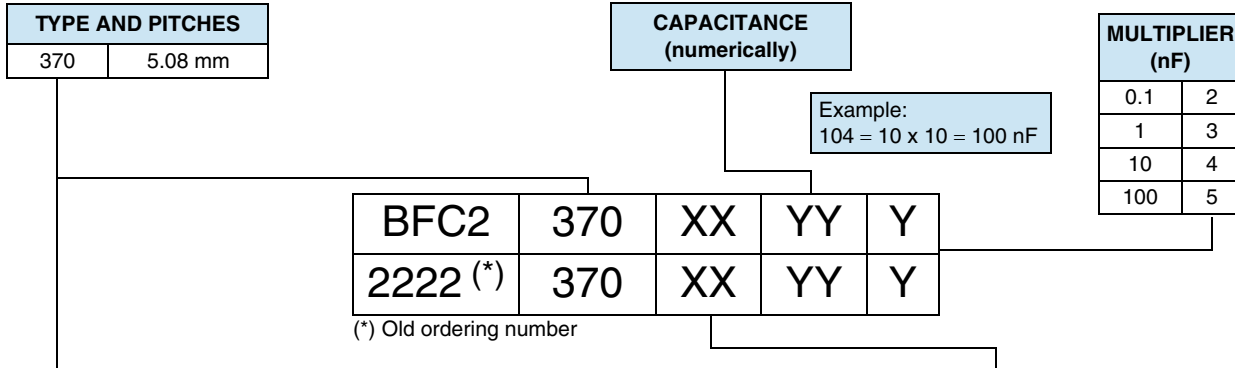 TYPE AND PITCHES
370 5.08 mm
CAPACITANCE
(numerically)
MULTIPLIER
(nF)
0.1 2
1 3
10 4
100 5
Example:
104 = 10 x 10 = 100 nF
BFC2 370 XX YY Y
2222 (*) 370 XX YY Y
(*) Old ordering number